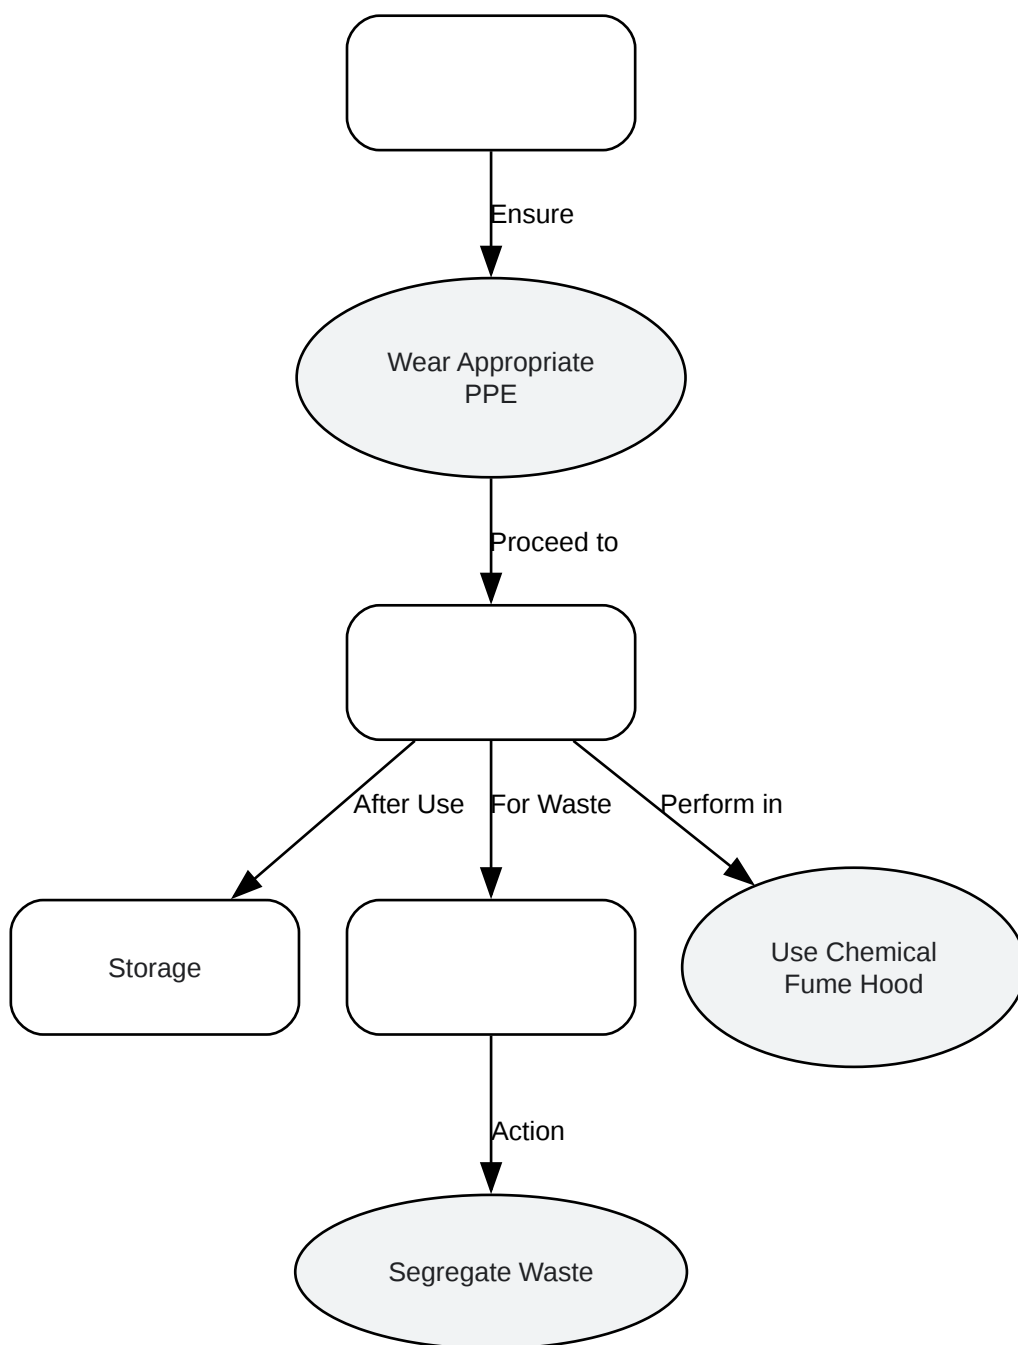 Ensure
Wear Appropriate
PPE
Proceed to
After Use
For Waste
Perform in
Storage
Use Chemical
Fume Hood
Action
Segregate Waste